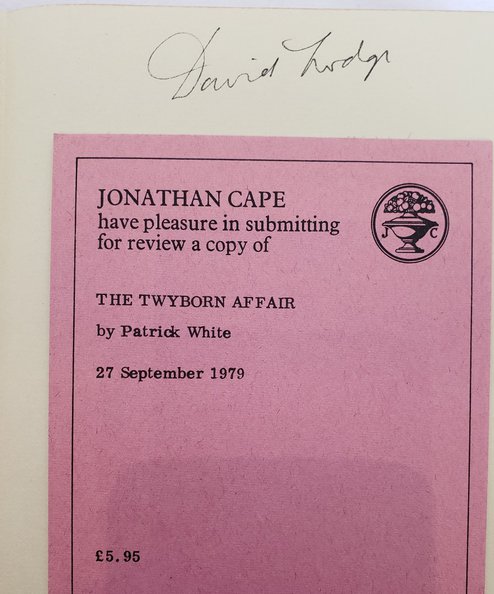 David Lodge
JONATHAN CAPE
have pleasure in submitting
for review a copy of
J C
THE TWYBORN AFFAIR
by Patrick White
27 September 1979
£5.95